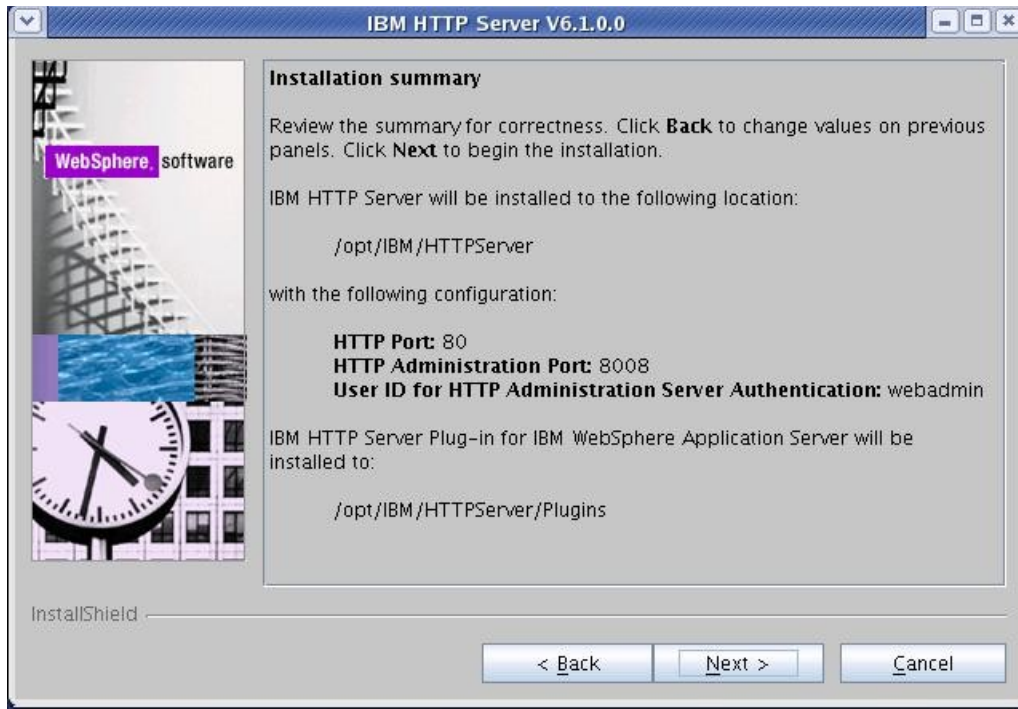 IBM HTTP Server V6.1.0.0
WebSphere. software
Installation summary
Review the summary for correctness. Click Back to change values on previous
panels. Click Next to begin the installation.
IBM HTTP Server will be installed to the following location:
/opt/IBM/HTTPServer
with the following configuration:
HTTP Port: 80
HTTP Administration Port: 8008
User ID for HTTP Administration Server Authentication: webadmin
IBM HTTP Server Plug-in for IBM WebSphere Application Server will be
installed to:
/opt/IBM/HTTPServer/Plugins
InstallShield
< Back Next > Cancel